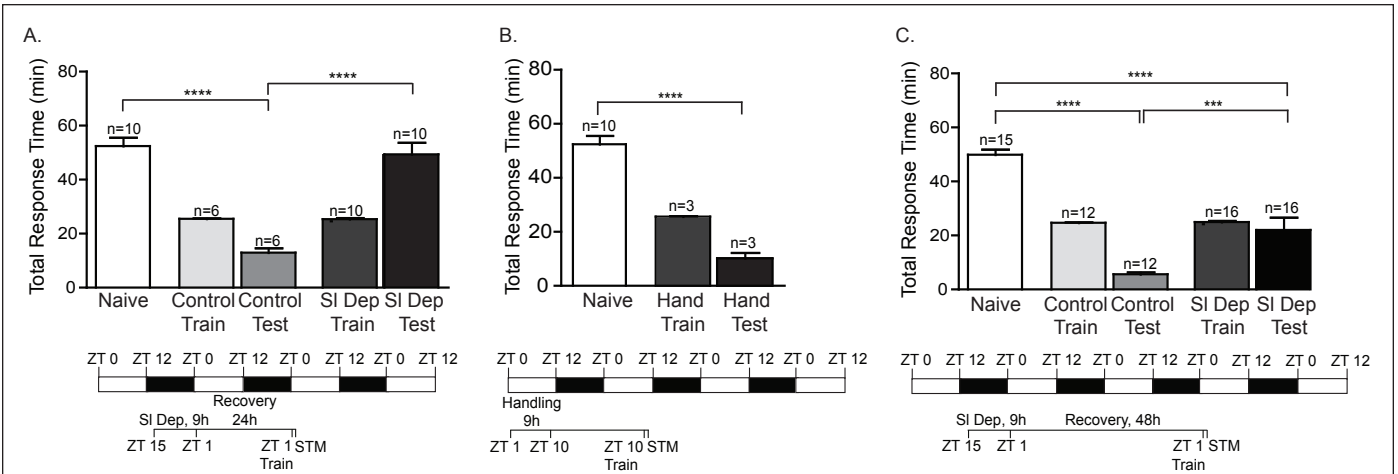 A.
Total Response Time (min)
80
60
40
20
0
****
****
n=10
n=6
n=6
n=10
n=10
Naive
Control Train
Control Test
Sl Dep Train
Sl Dep Test
ZT 0 ZT 12 ZT 0 ZT 12 ZT 0 ZT 12 ZT 0 ZT 12
Recovery
Sl Dep, 9h 24h
ZT 15 ZT 1 ZT 1 STM
Train
B.
Total Response Time (min)
80
60
40
20
0
****
n=10
n=3
n=3
Naive
Hand Train
Hand Test
ZT 0 ZT 12 ZT 0 ZT 12 ZT 0 ZT 12 ZT 0 ZT 12
Handling
9h
ZT 1 ZT 10 ZT 10 STM
Train
C.
Total Response Time (min)
80
60
40
20
0
****
****
***
n=15
n=12
n=12
n=16
n=16
Naive
Control Train
Control Test
Sl Dep Train
Sl Dep Test
ZT 0 ZT 12 ZT 0 ZT 12 ZT 0 ZT 12 ZT 0 ZT 12 ZT 0 ZT 12
Sl Dep, 9h Recovery, 48h
ZT 15 ZT 1 ZT 1 STM
Train